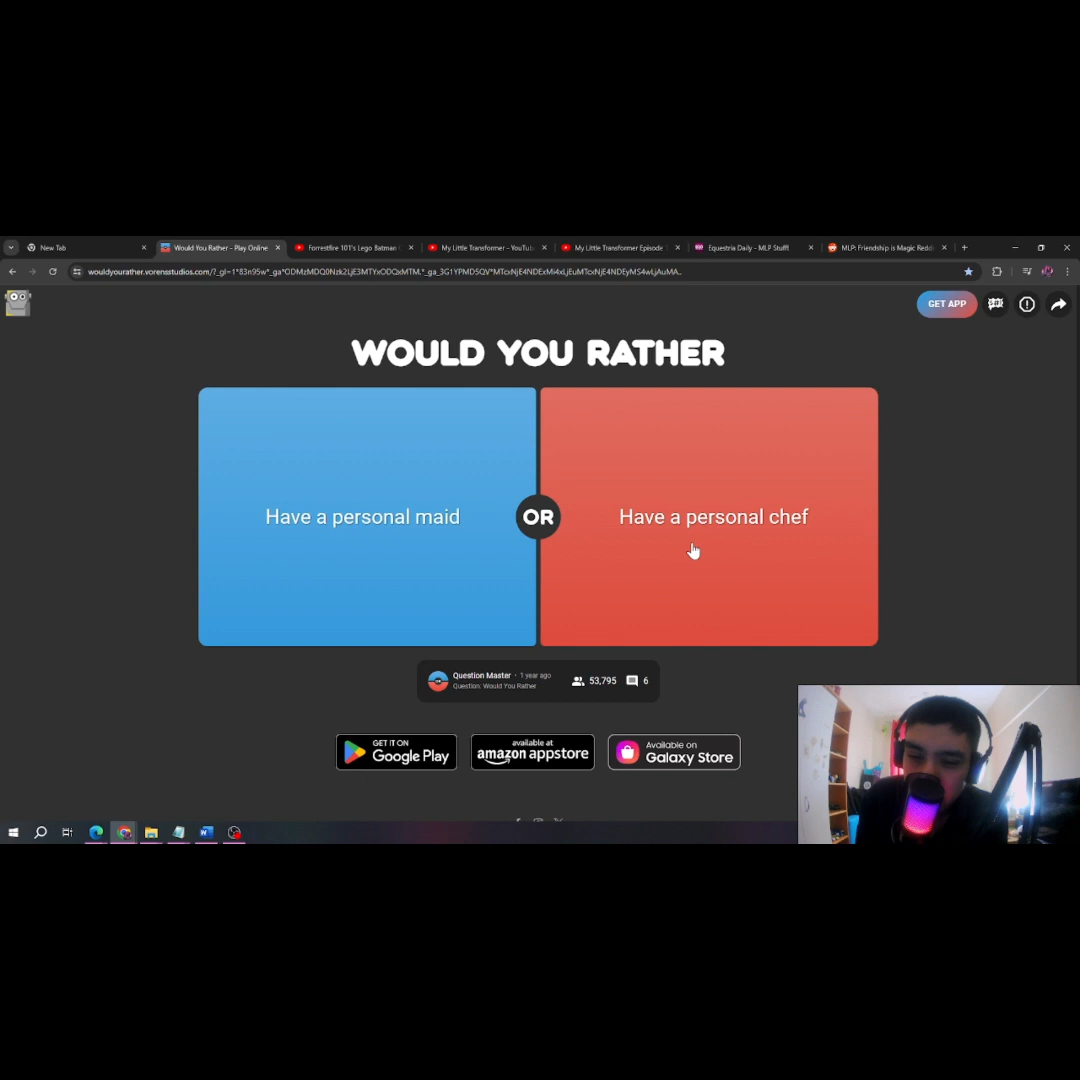 New Tab
Would You Rather - Play Online
Forrestfire 101's Lego Batman
My Little Transformer - YouTub
My Little Transformer Episode
Equestria Daily - MLP Stuff!
MLP: Friendship is Magic Reddi
GET APP
WOULD YOU RATHER
Have a personal maid
OR
Have a personal chef
Question Master · 1 year ago
Question: Would You Rather
53,795
6
GET IT ON
Google Play
available at
amazon appstore
Available on
Galaxy Store